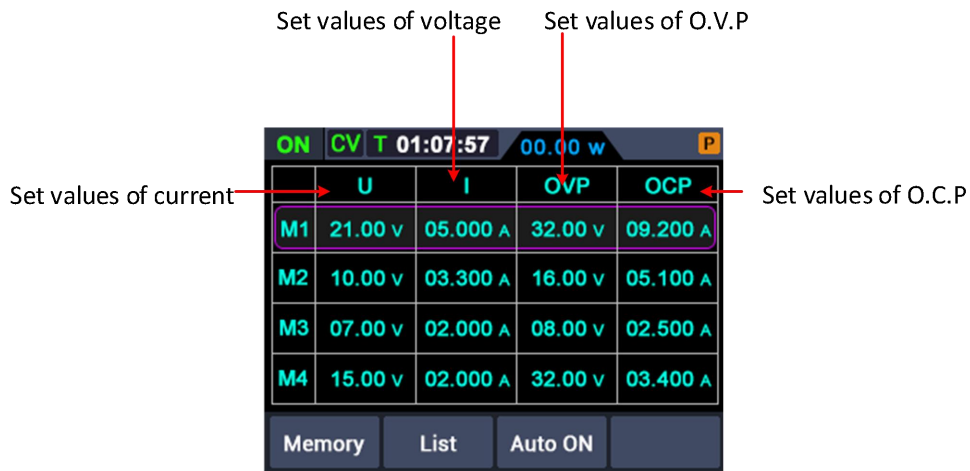 Set values of voltage Set values of O.V.P
ON CV T 01:07:57 00.00 W P
Set values of current U I OVP OCP Set values of O.C.P
M1 21.00 V 05.000 A 32.00 V 09.200 A
M2 10.00 V 03.300 A 16.00 V 05.100 A
M3 07.00 V 02.000 A 08.00 V 02.500 A
M4 15.00 V 02.000 A 32.00 V 03.400 A
Memory List Auto ON